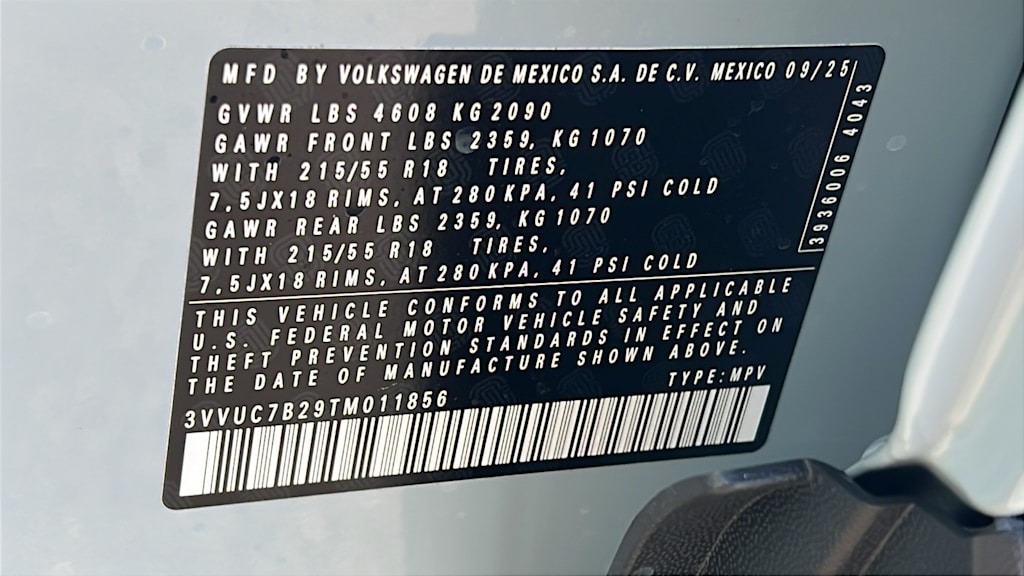 MFD BY VOLKSWAGEN DE MEXICO S.A. DE C.V. MEXICO 09/25
GVWR LBS 4608 KG 2090
GAWR FRONT LBS 2359, KG 1070
WITH 215/55 R18 TIRES,
7,5JX18 RIMS, AT 280 KPA, 41 PSI COLD
GAWR REAR LBS 2359, KG 1070
WITH 215/55 R18 TIRES,
7,5JX18 RIMS, AT 280 KPA, 41 PSI COLD
3936006 4043
THIS VEHICLE CONFORMS TO ALL APPLICABLE
U.S. FEDERAL MOTOR VEHICLE SAFETY AND
THEFT PREVENTION STANDARDS IN EFFECT ON
THE DATE OF MANUFACTURE SHOWN ABOVE.
TYPE: MPV
3VVUC7B29TM011856